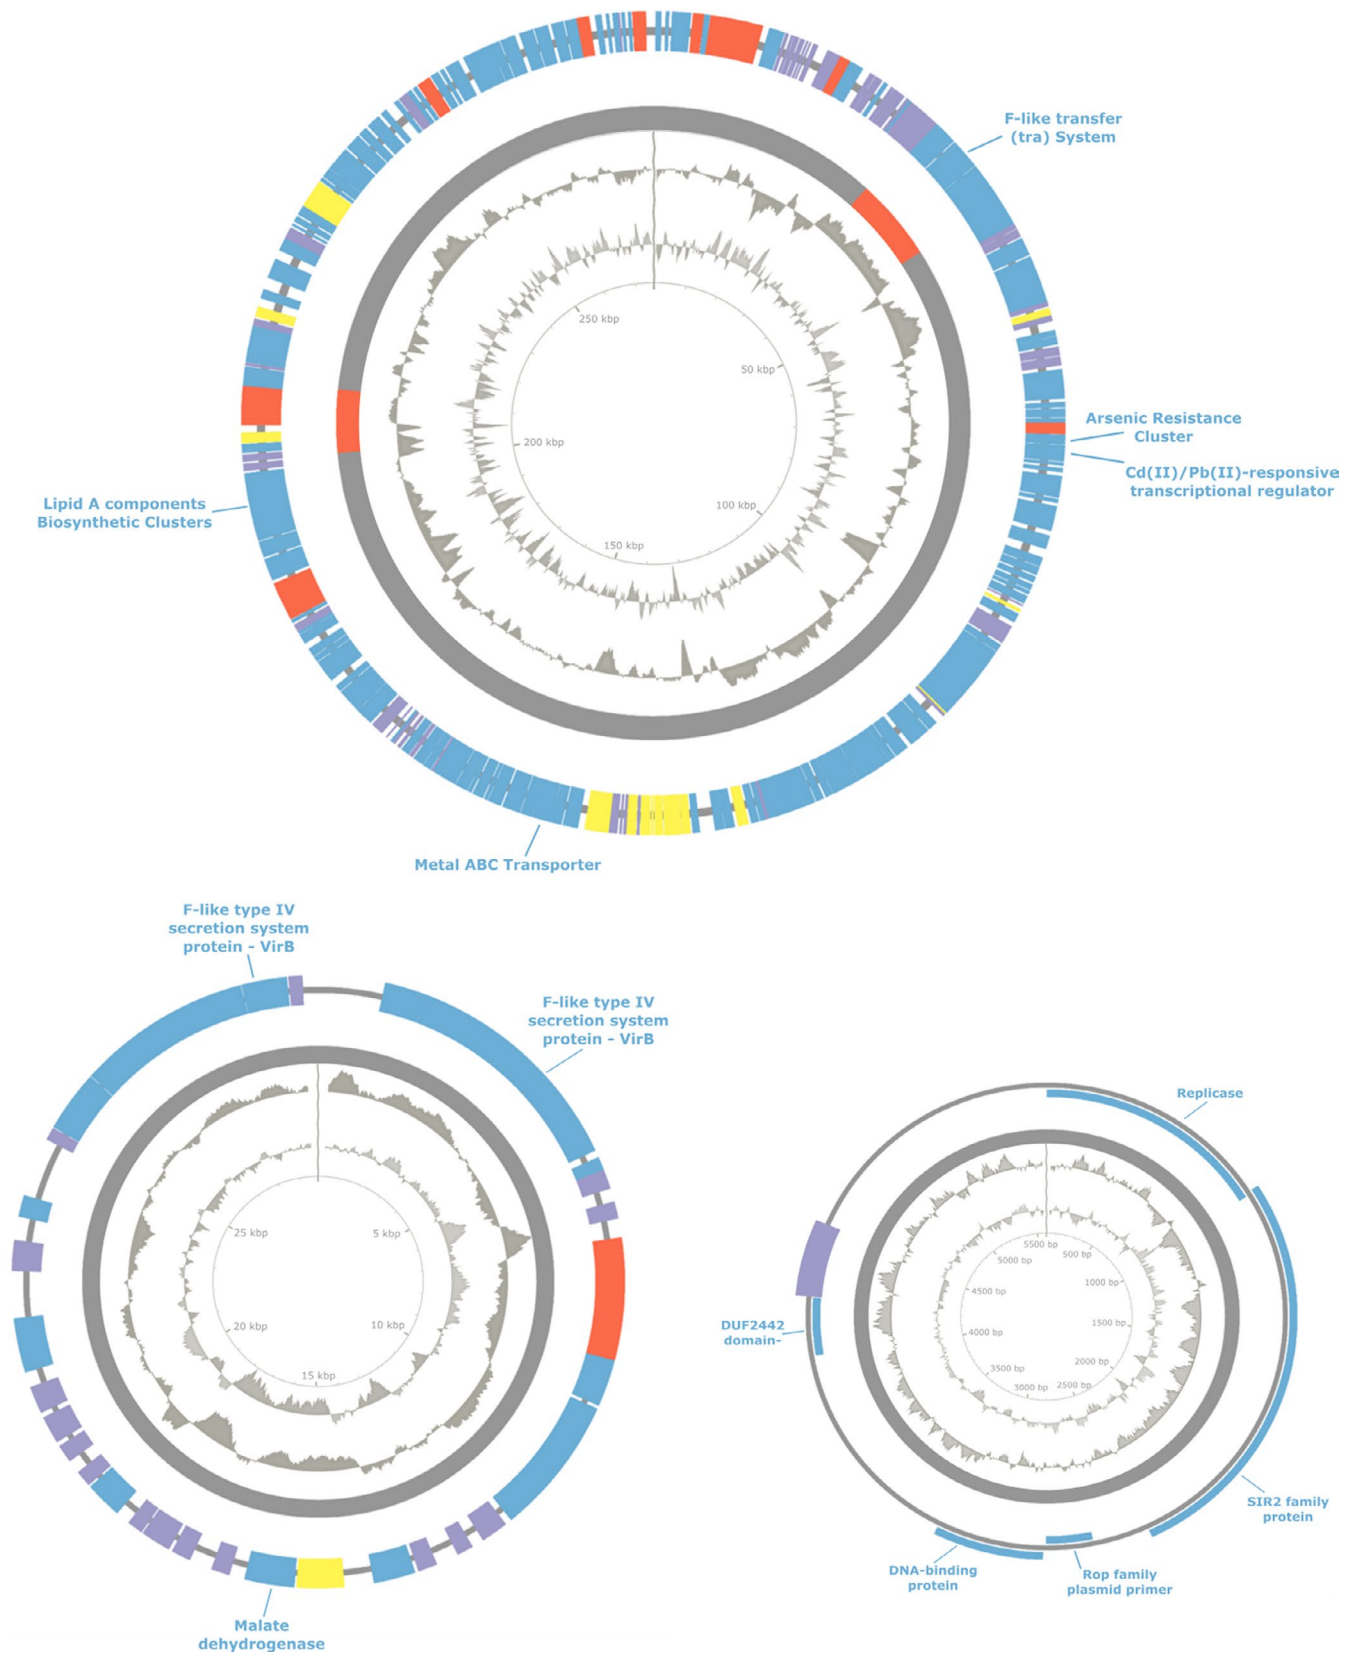 F-like transfer
(tra) System
250 kbp
50 kbp
Arsenic Resistance
Cluster
200 kbp
Cd(II)/Pb(II)-responsive
transcriptional regulator
Lipid A components
Biosynthetic Clusters
100 kbp
150 kbp
Metal ABC Transporter
F-like type IV
secretion system
protein - VirB
F-like type IV
secretion system
protein - VirB
25 kbp
5 kbp
20 kbp
10 kbp
15 kbp
Malate
dehydrogenase
Replicase
5500 bp
500 bp
5000 bp
1000 bp
4500 bp
1500 bp
DUF2442
domain-
4000 bp
2000 bp
3500 bp
2500 bp
3000 bp
SIR2 family
protein
DNA-binding
protein
Rop family
plasmid primer